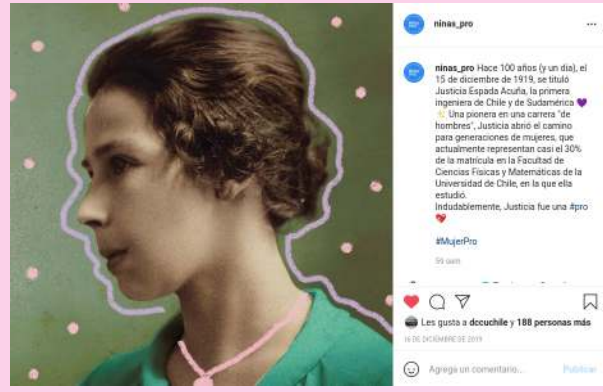 ninas_pro
ninas_pro Hace 100 años (y un día), el
15 de diciembre de 1919, se tituló
Justicia Espada Acuña, la primera
ingeniera de Chile y de Sudamérica 💜
✨ Una pionera en una carrera "de
hombres", Justicia abrió el camino
para generaciones de mujeres, que
actualmente representan casi el 30%
de la matrícula en la Facultad de
Ciencias Físicas y Matemáticas de la
Universidad de Chile, en la que ella
estudió.
Indudablemente, Justicia fue una #pro
💖
#MujerPro
Les gusta a dccuchile y 188 personas más
16 DE DICIEMBRE DE 2019
Agrega un comentario...
Publicar